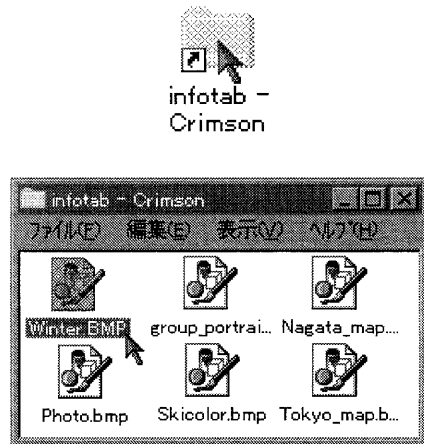 infotab -
Crimson
infotab - Crimson
ファイル(F) 編集(E) 表示(V) ヘルプ(H)
Winter.BMP group_portrai... Nagata_map....
Photo.bmp Skicolor.bmp Tokyo_map.b...